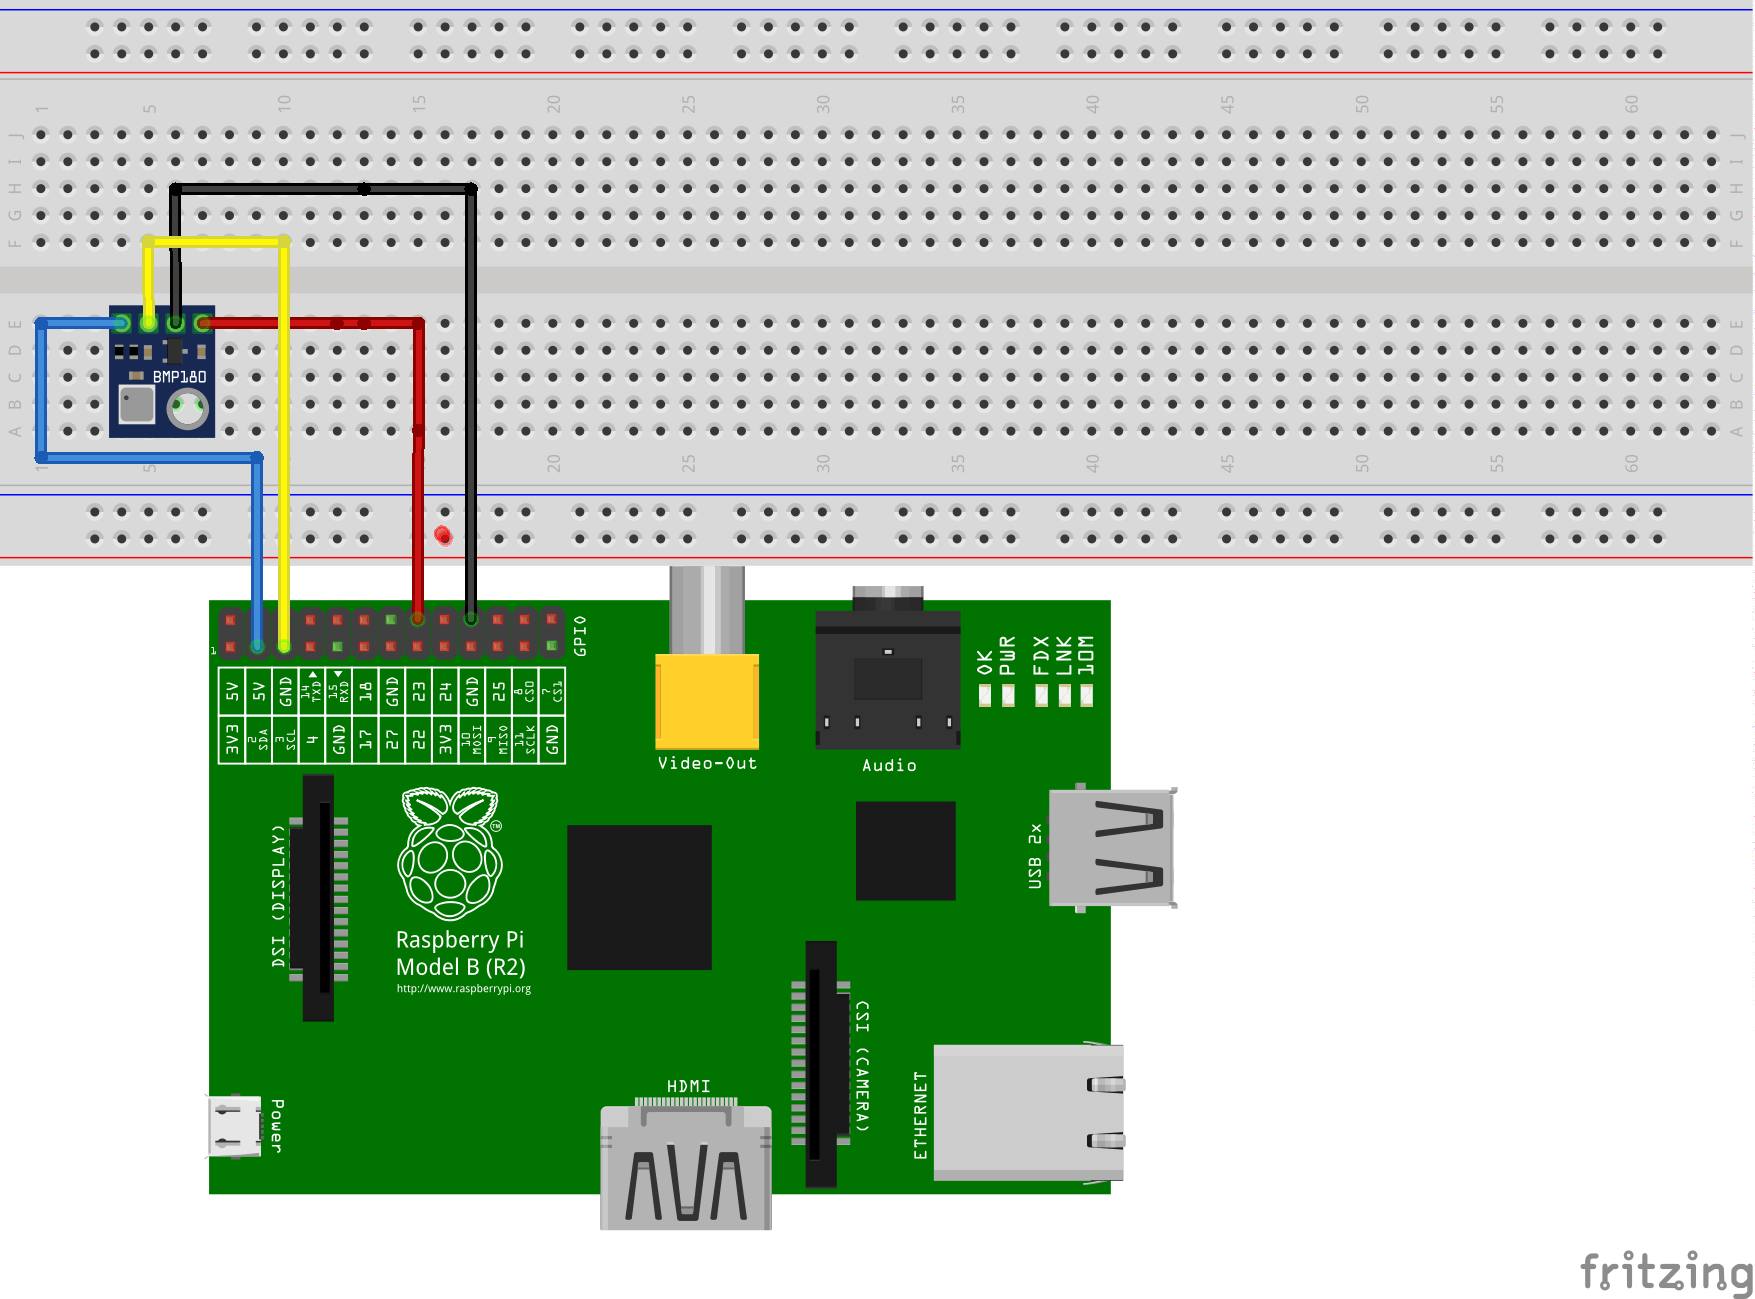 1 5 10 15 20 25 30 35 40 45 50 55 60
J J
I I
H H
G G
F F
E E
D D
C C
B B
A A
BMP180
1 5 20 25 30 35 40 45 50 55 60
1
GPIO
5V 5V GND 14 TXD 15 RXD 18 GND 23 24 GND 25 8 CS0 7 CS1
3V3 2 SDA 3 SCL 4 GND 17 27 22 3V3 10 MOSI 9 MISO 11 SCLK GND
OK PWR FDX LNK 10M
Video-Out
Audio
DSI (DISPLAY)
TM
USB 2x
Raspberry Pi
Model B (R2)
http://www.raspberrypi.org
CSI (CAMERA)
ETHERNET
HDMI
Power
fritzing